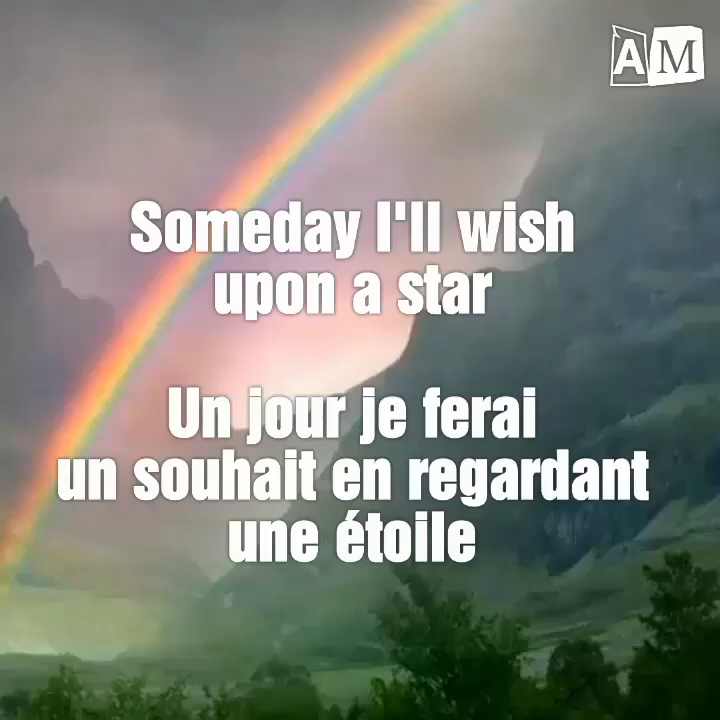 AM
Someday I'll wish
upon a star
Un jour je ferai
un souhait en regardant
une étoile